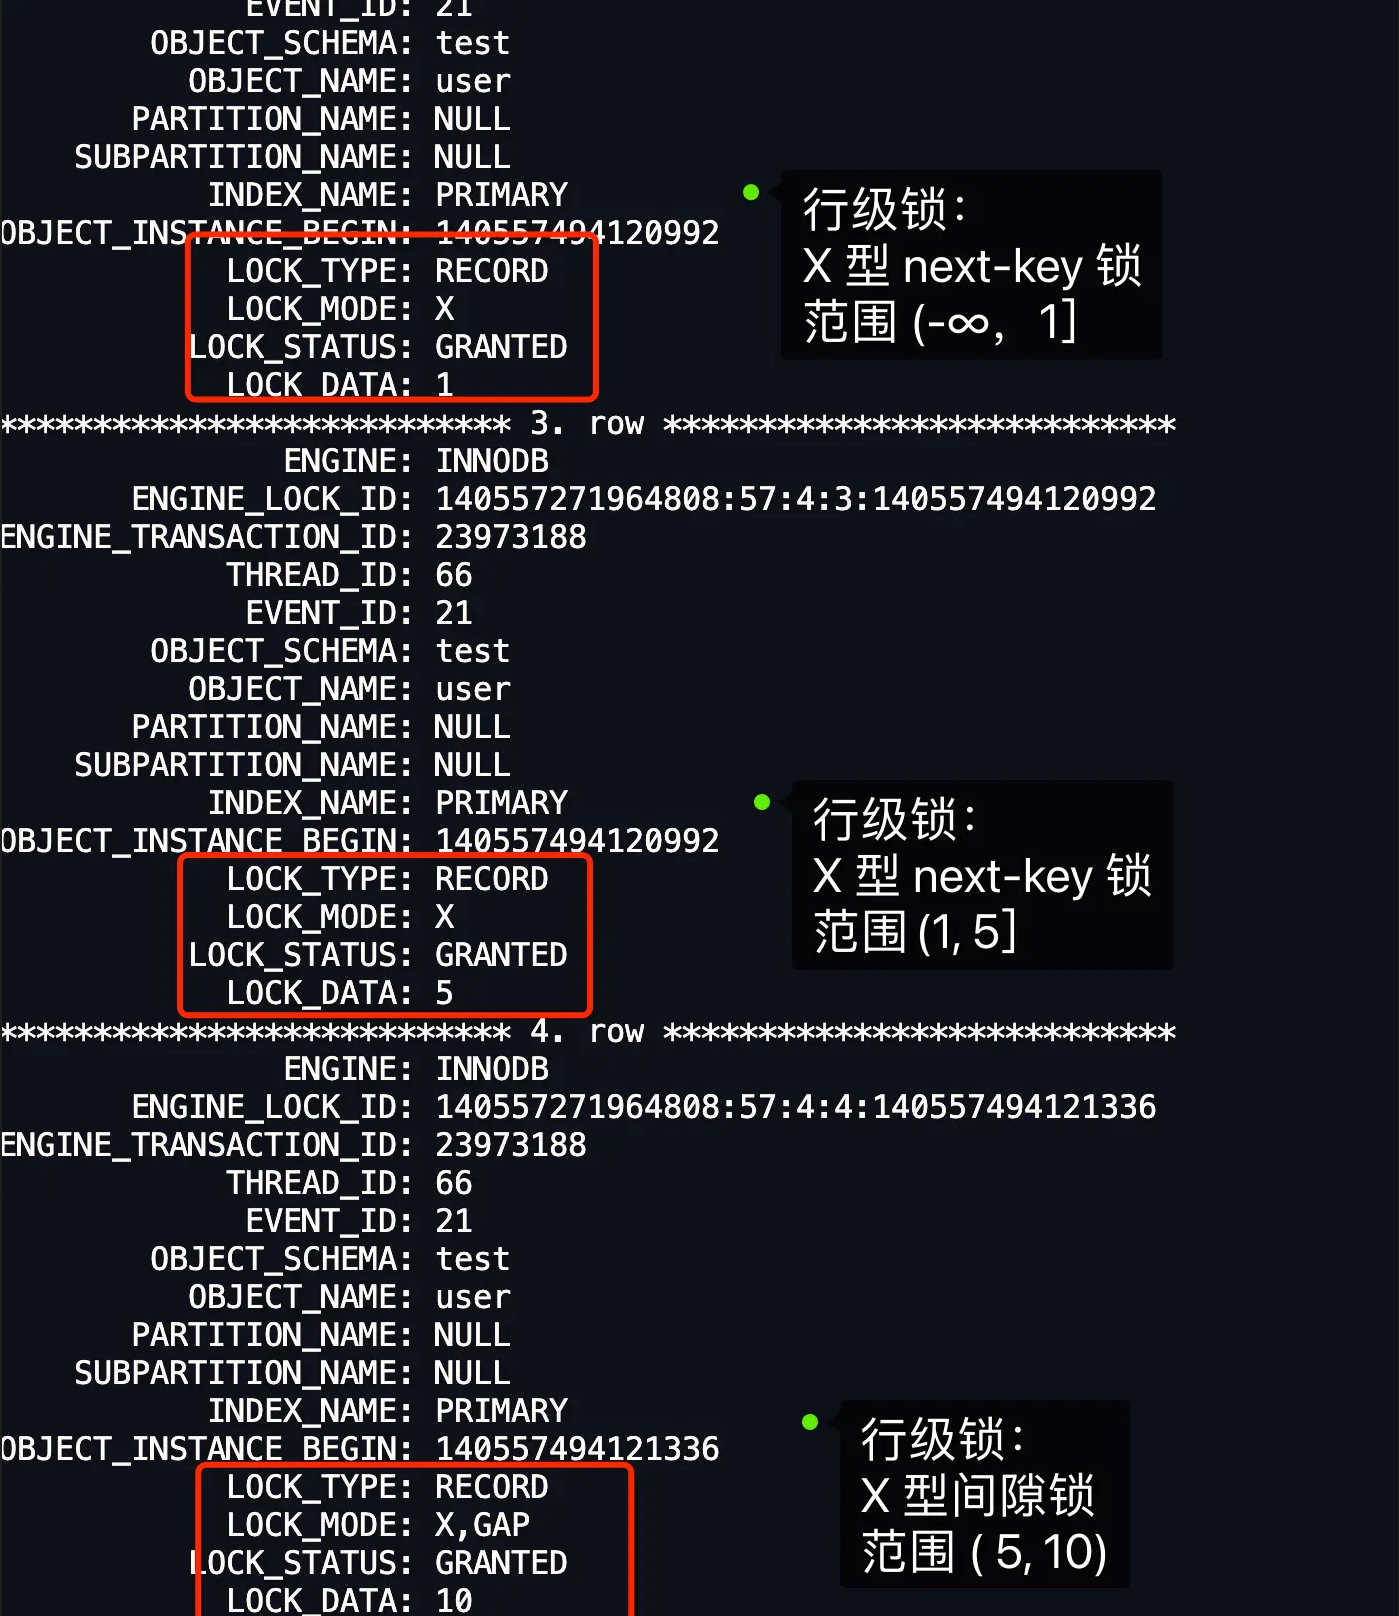 EVENT_ID: 21
OBJECT_SCHEMA: test
OBJECT_NAME: user
PARTITION_NAME: NULL
SUBPARTITION_NAME: NULL
INDEX_NAME: PRIMARY
OBJECT_INSTANCE_BEGIN: 140557494120992
LOCK_TYPE: RECORD
LOCK_MODE: X
LOCK_STATUS: GRANTED
LOCK_DATA: 1
行级锁：
X 型 next-key 锁
范围 (-∞， 1]
*************************** 3. row ***************************
ENGINE: INNODB
ENGINE_LOCK_ID: 140557271964808:57:4:3:140557494120992
ENGINE_TRANSACTION_ID: 23973188
THREAD_ID: 66
EVENT_ID: 21
OBJECT_SCHEMA: test
OBJECT_NAME: user
PARTITION_NAME: NULL
SUBPARTITION_NAME: NULL
INDEX_NAME: PRIMARY
OBJECT_INSTANCE_BEGIN: 140557494120992
LOCK_TYPE: RECORD
LOCK_MODE: X
LOCK_STATUS: GRANTED
LOCK_DATA: 5
行级锁：
X 型 next-key 锁
范围 (1, 5]
*************************** 4. row ***************************
ENGINE: INNODB
ENGINE_LOCK_ID: 140557271964808:57:4:4:140557494121336
ENGINE_TRANSACTION_ID: 23973188
THREAD_ID: 66
EVENT_ID: 21
OBJECT_SCHEMA: test
OBJECT_NAME: user
PARTITION_NAME: NULL
SUBPARTITION_NAME: NULL
INDEX_NAME: PRIMARY
OBJECT_INSTANCE_BEGIN: 140557494121336
LOCK_TYPE: RECORD
LOCK_MODE: X,GAP
LOCK_STATUS: GRANTED
LOCK_DATA: 10
行级锁：
X 型间隙锁
范围 ( 5, 10)